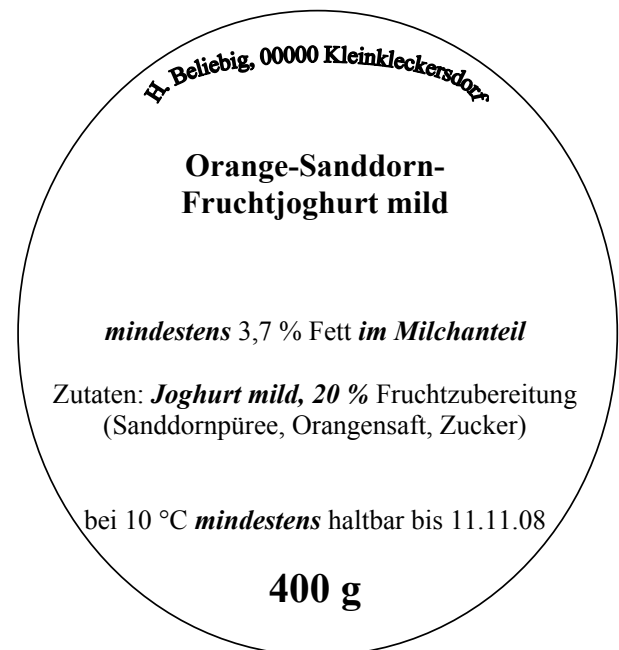 H. Beliebig, 00000 Kleinkleckersdorf
Orange-Sanddorn-
Fruchtjoghurt mild
mindestens 3,7 % Fett im Milchanteil
Zutaten: Joghurt mild, 20 % Fruchtzubereitung
(Sanddornpüree, Orangensaft, Zucker)
bei 10 °C mindestens haltbar bis 11.11.08
400 g